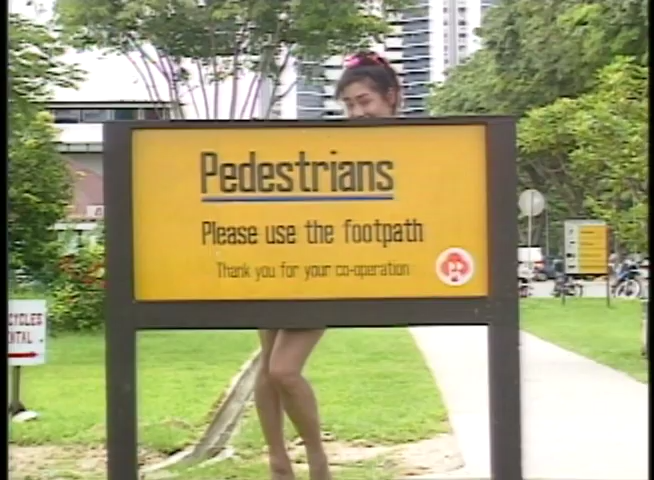 Pedestrians
Please use the footpath
Thank you for your co-operation
CYCLES
NTAL